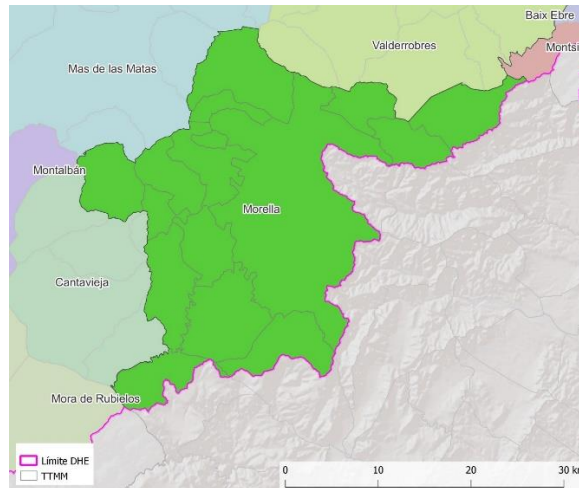 Baix Ebre
Valderrobres
Montsi
Mas de las Matas
Montalbán
Morella
Cantavieja
Mora de Rubielos
Límite DHE
TTMM
0 10 20 30 km